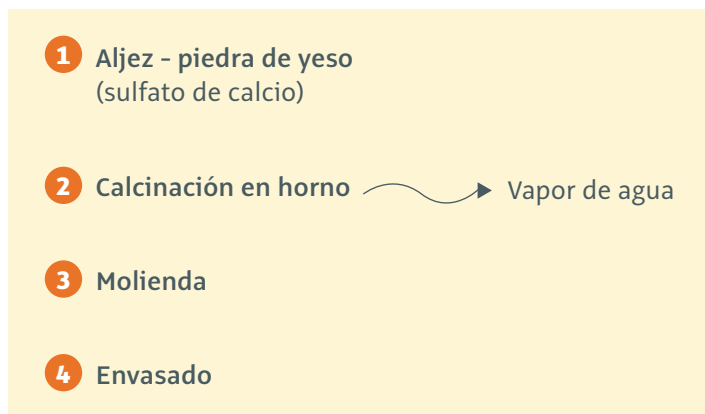 1 Aljez - piedra de yeso
(sulfato de calcio)
2 Calcinación en horno Vapor de agua
3 Molienda
4 Envasado